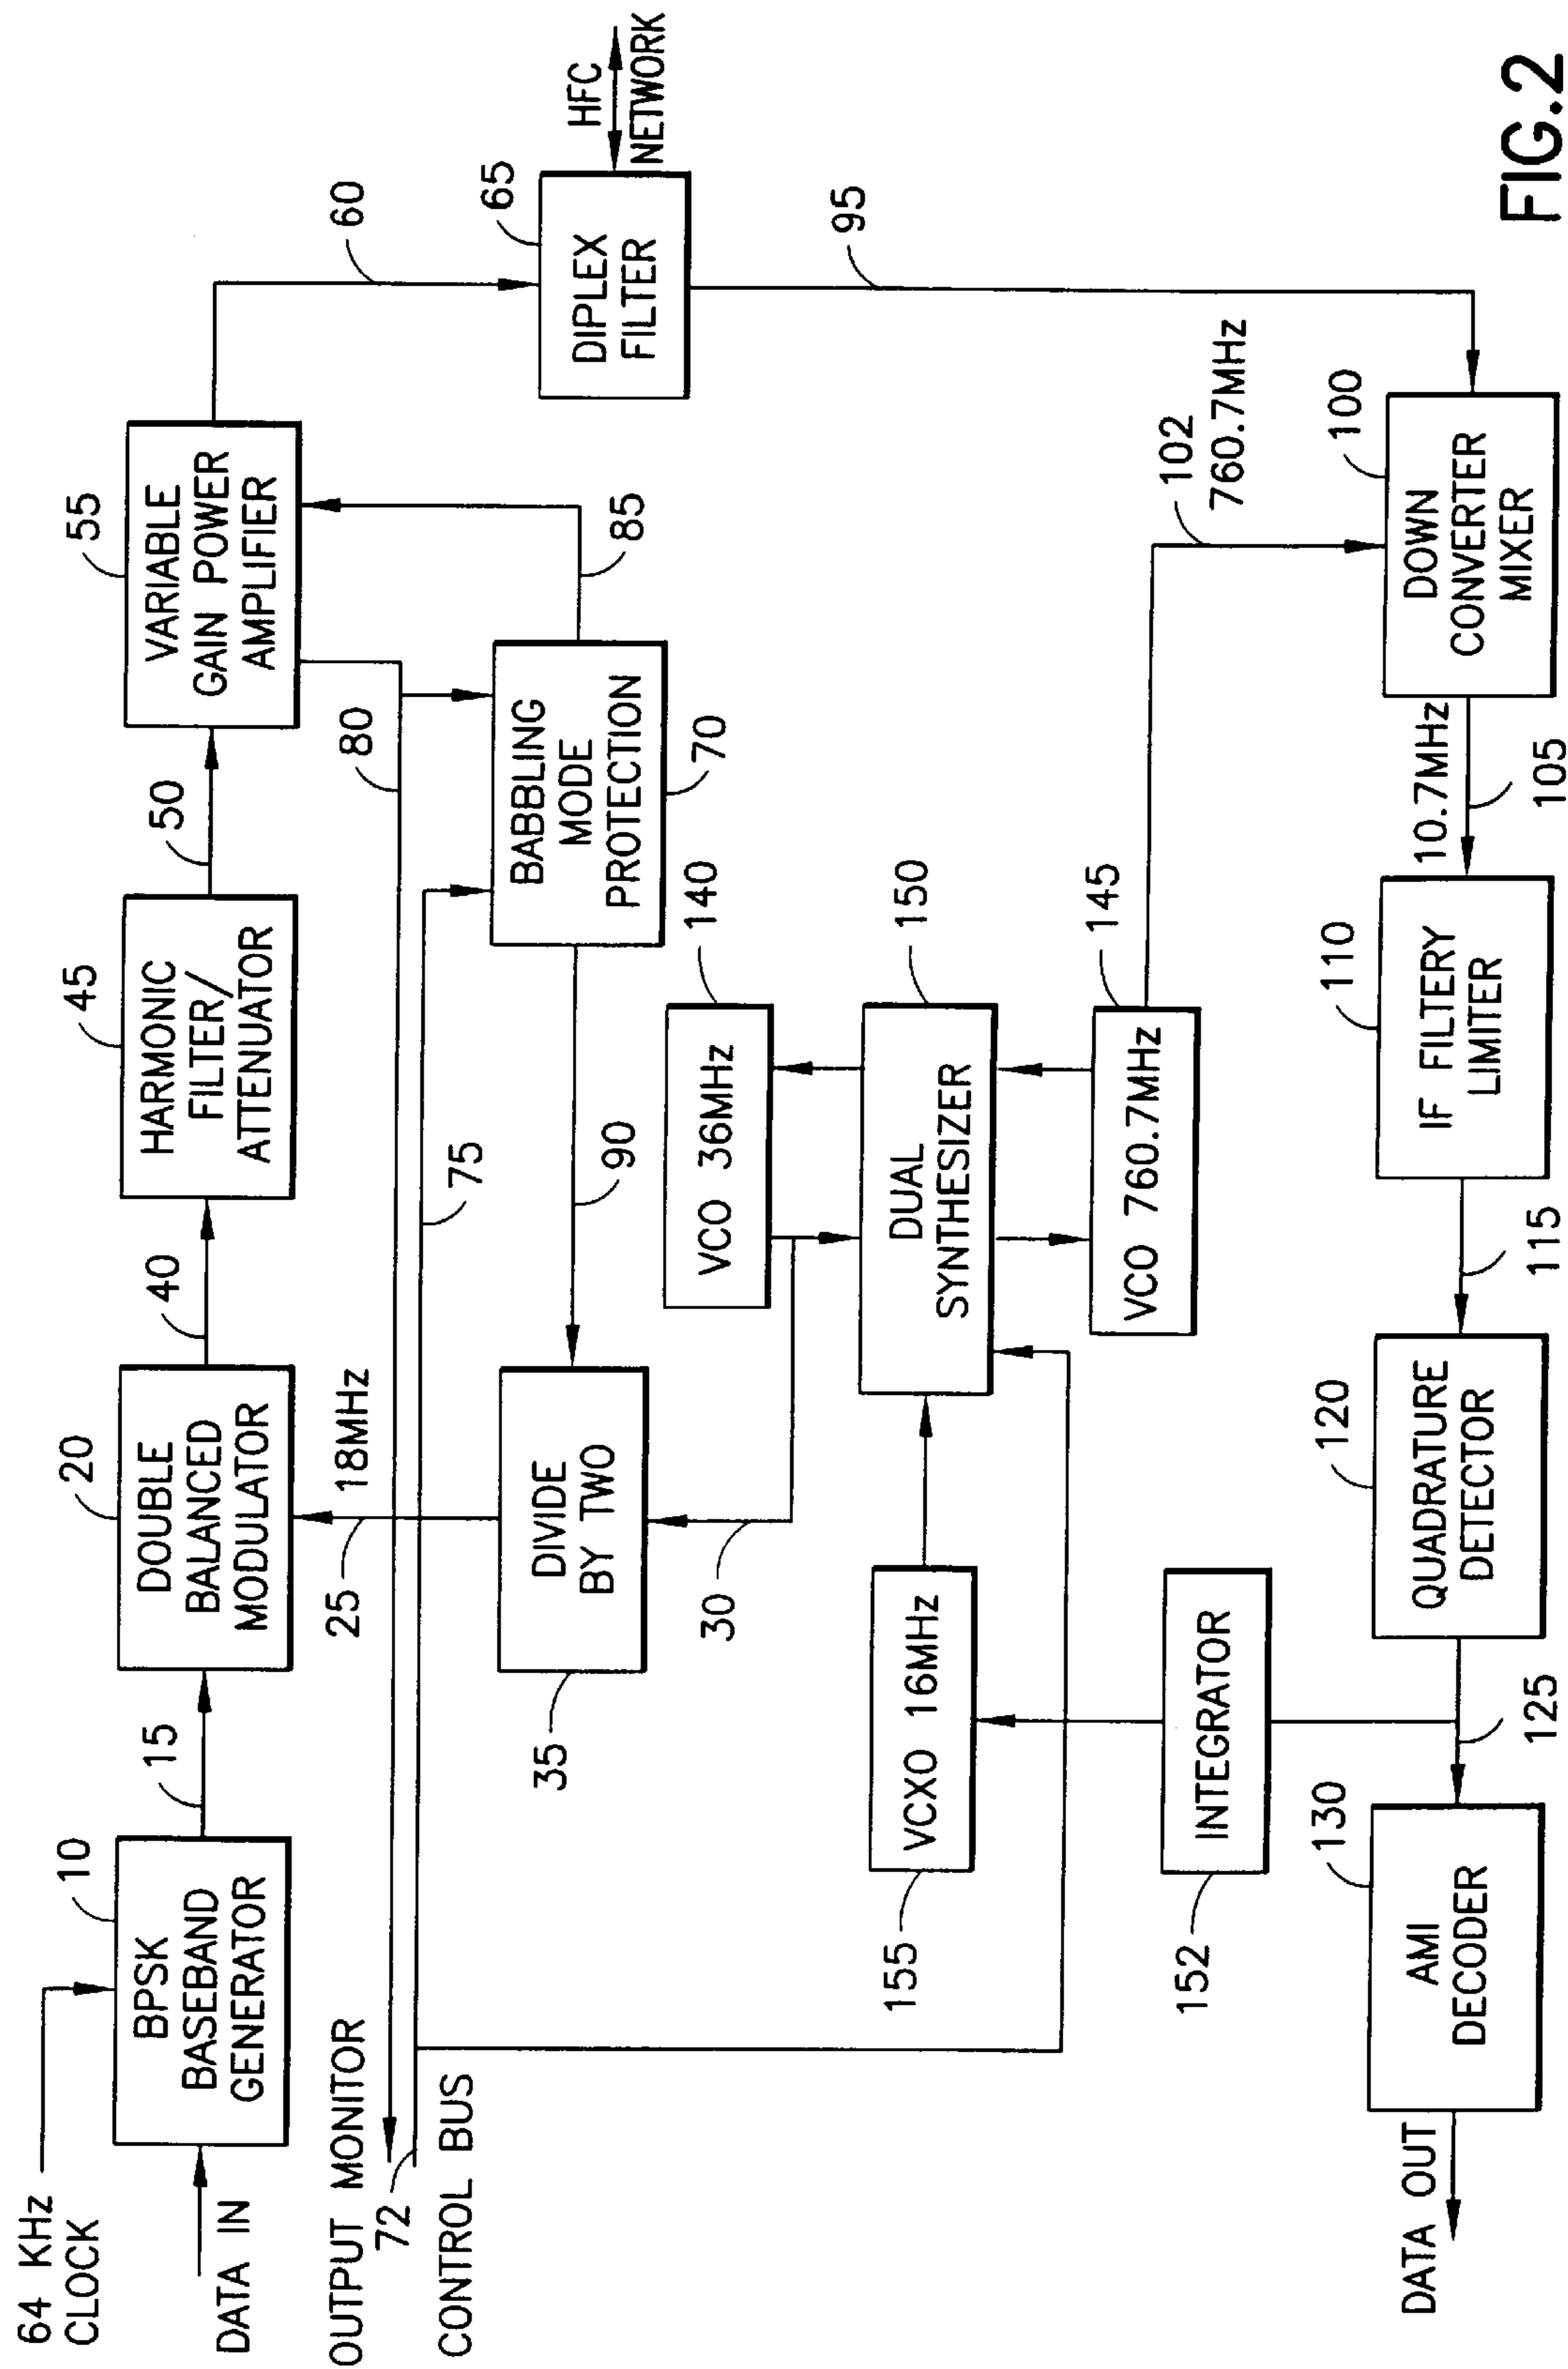 64 KHz
CLOCK
DATA IN
10
BPSK
BASEBAND
GENERATOR
15
20
DOUBLE
BALANCED
MODULATOR
40
45
HARMONIC
FILTER/
ATTENUATOR
50
55
VARIABLE
GAIN POWER
AMPLIFIER
60
65
DIPLEX
FILTER
HFC
NETWORK
OUTPUT MONITOR
72
CONTROL BUS
25
18MHz
75
80
BABBLING
MODE
PROTECTION
70
85
90
35
DIVIDE
BY TWO
30
VCO 36MHz
140
DUAL
SYNTHESIZER
150
VCO 760.7MHz
145
102
760.7MHz
95
155
VCXO 16MHz
152
INTEGRATOR
DATA OUT
130
AMI
DECODER
125
120
QUADRATURE
DETECTOR
115
110
IF FILTERY
LIMITER
10.7MHz
105
100
DOWN
CONVERTER
MIXER
FIG.2